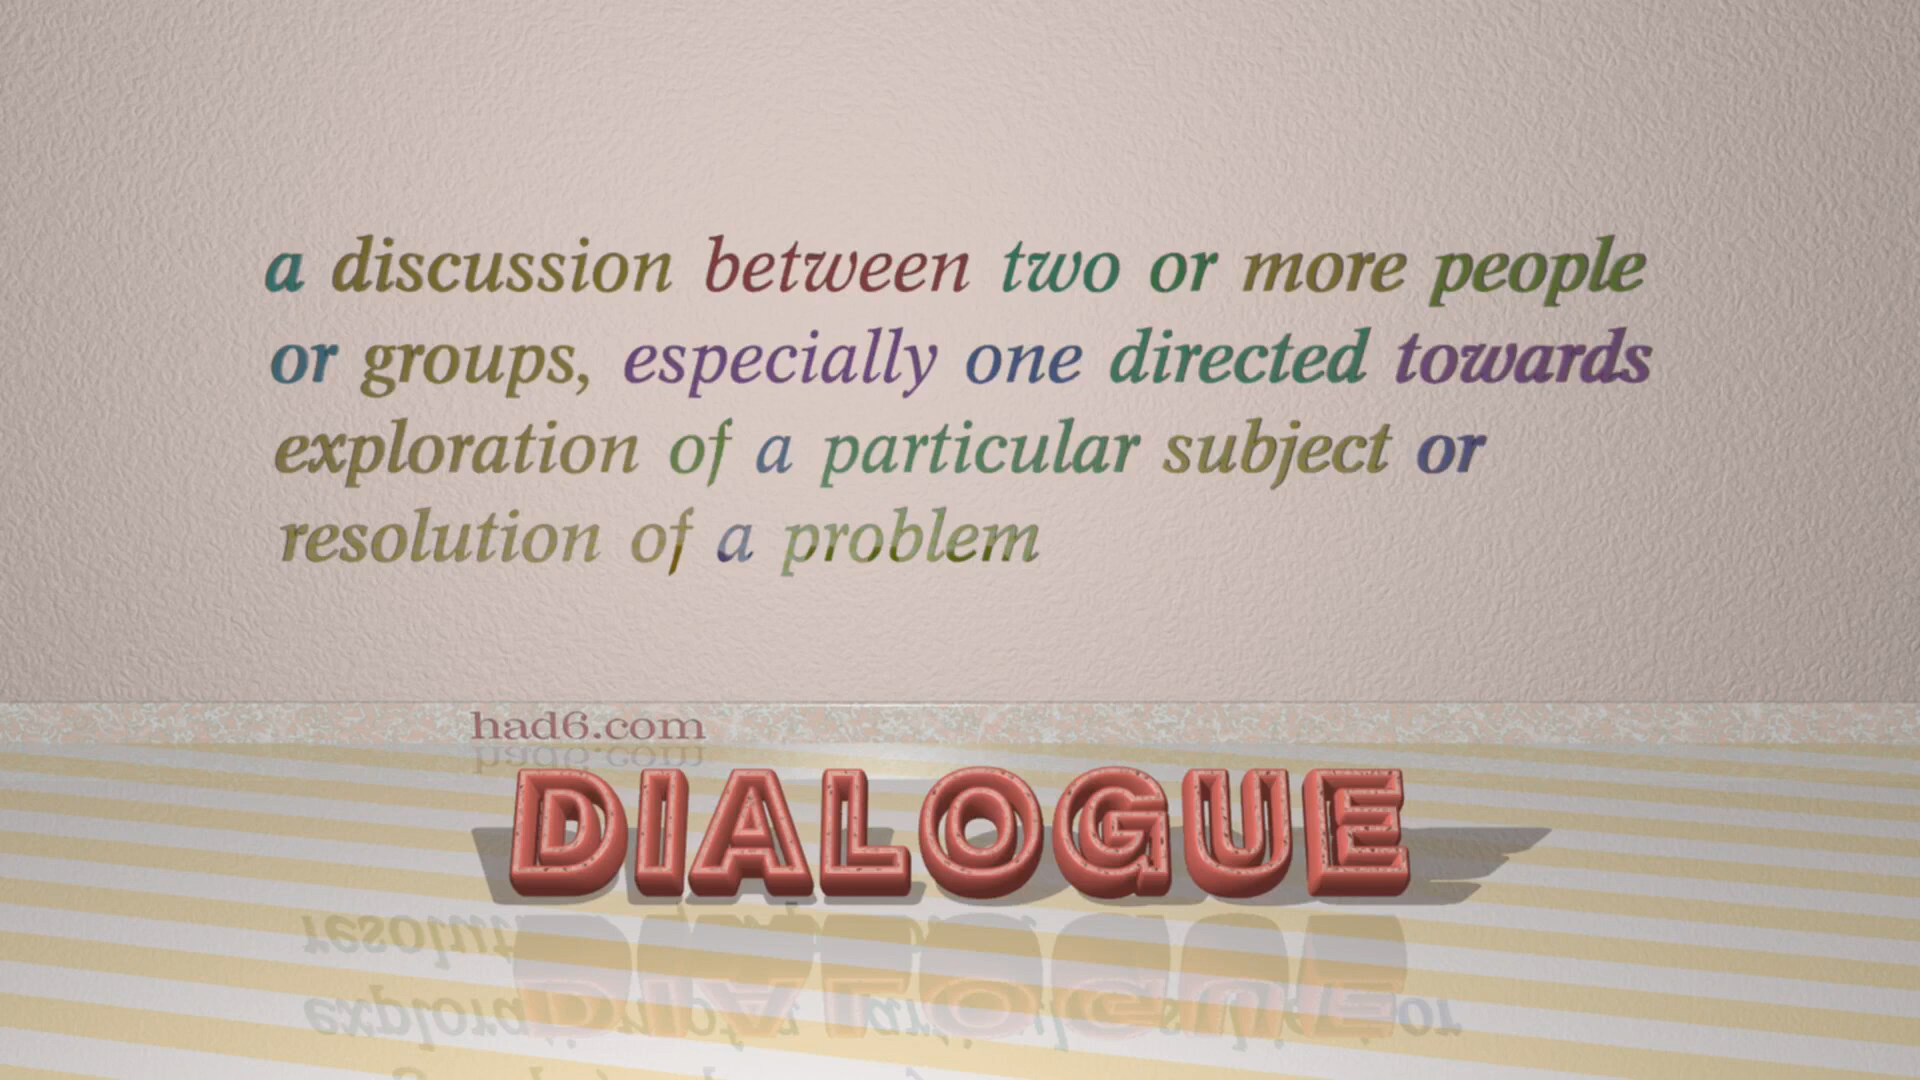 a discussion between two or more people
or groups, especially one directed towards
exploration of a particular subject or
resolution of a problem
had6.com
DIALOGUE